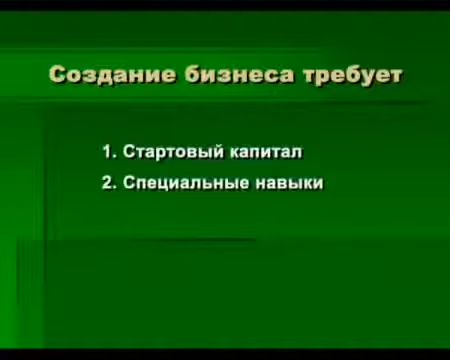 Создание бизнеса требует
1. Стартовый капитал
2. Специальные навыки